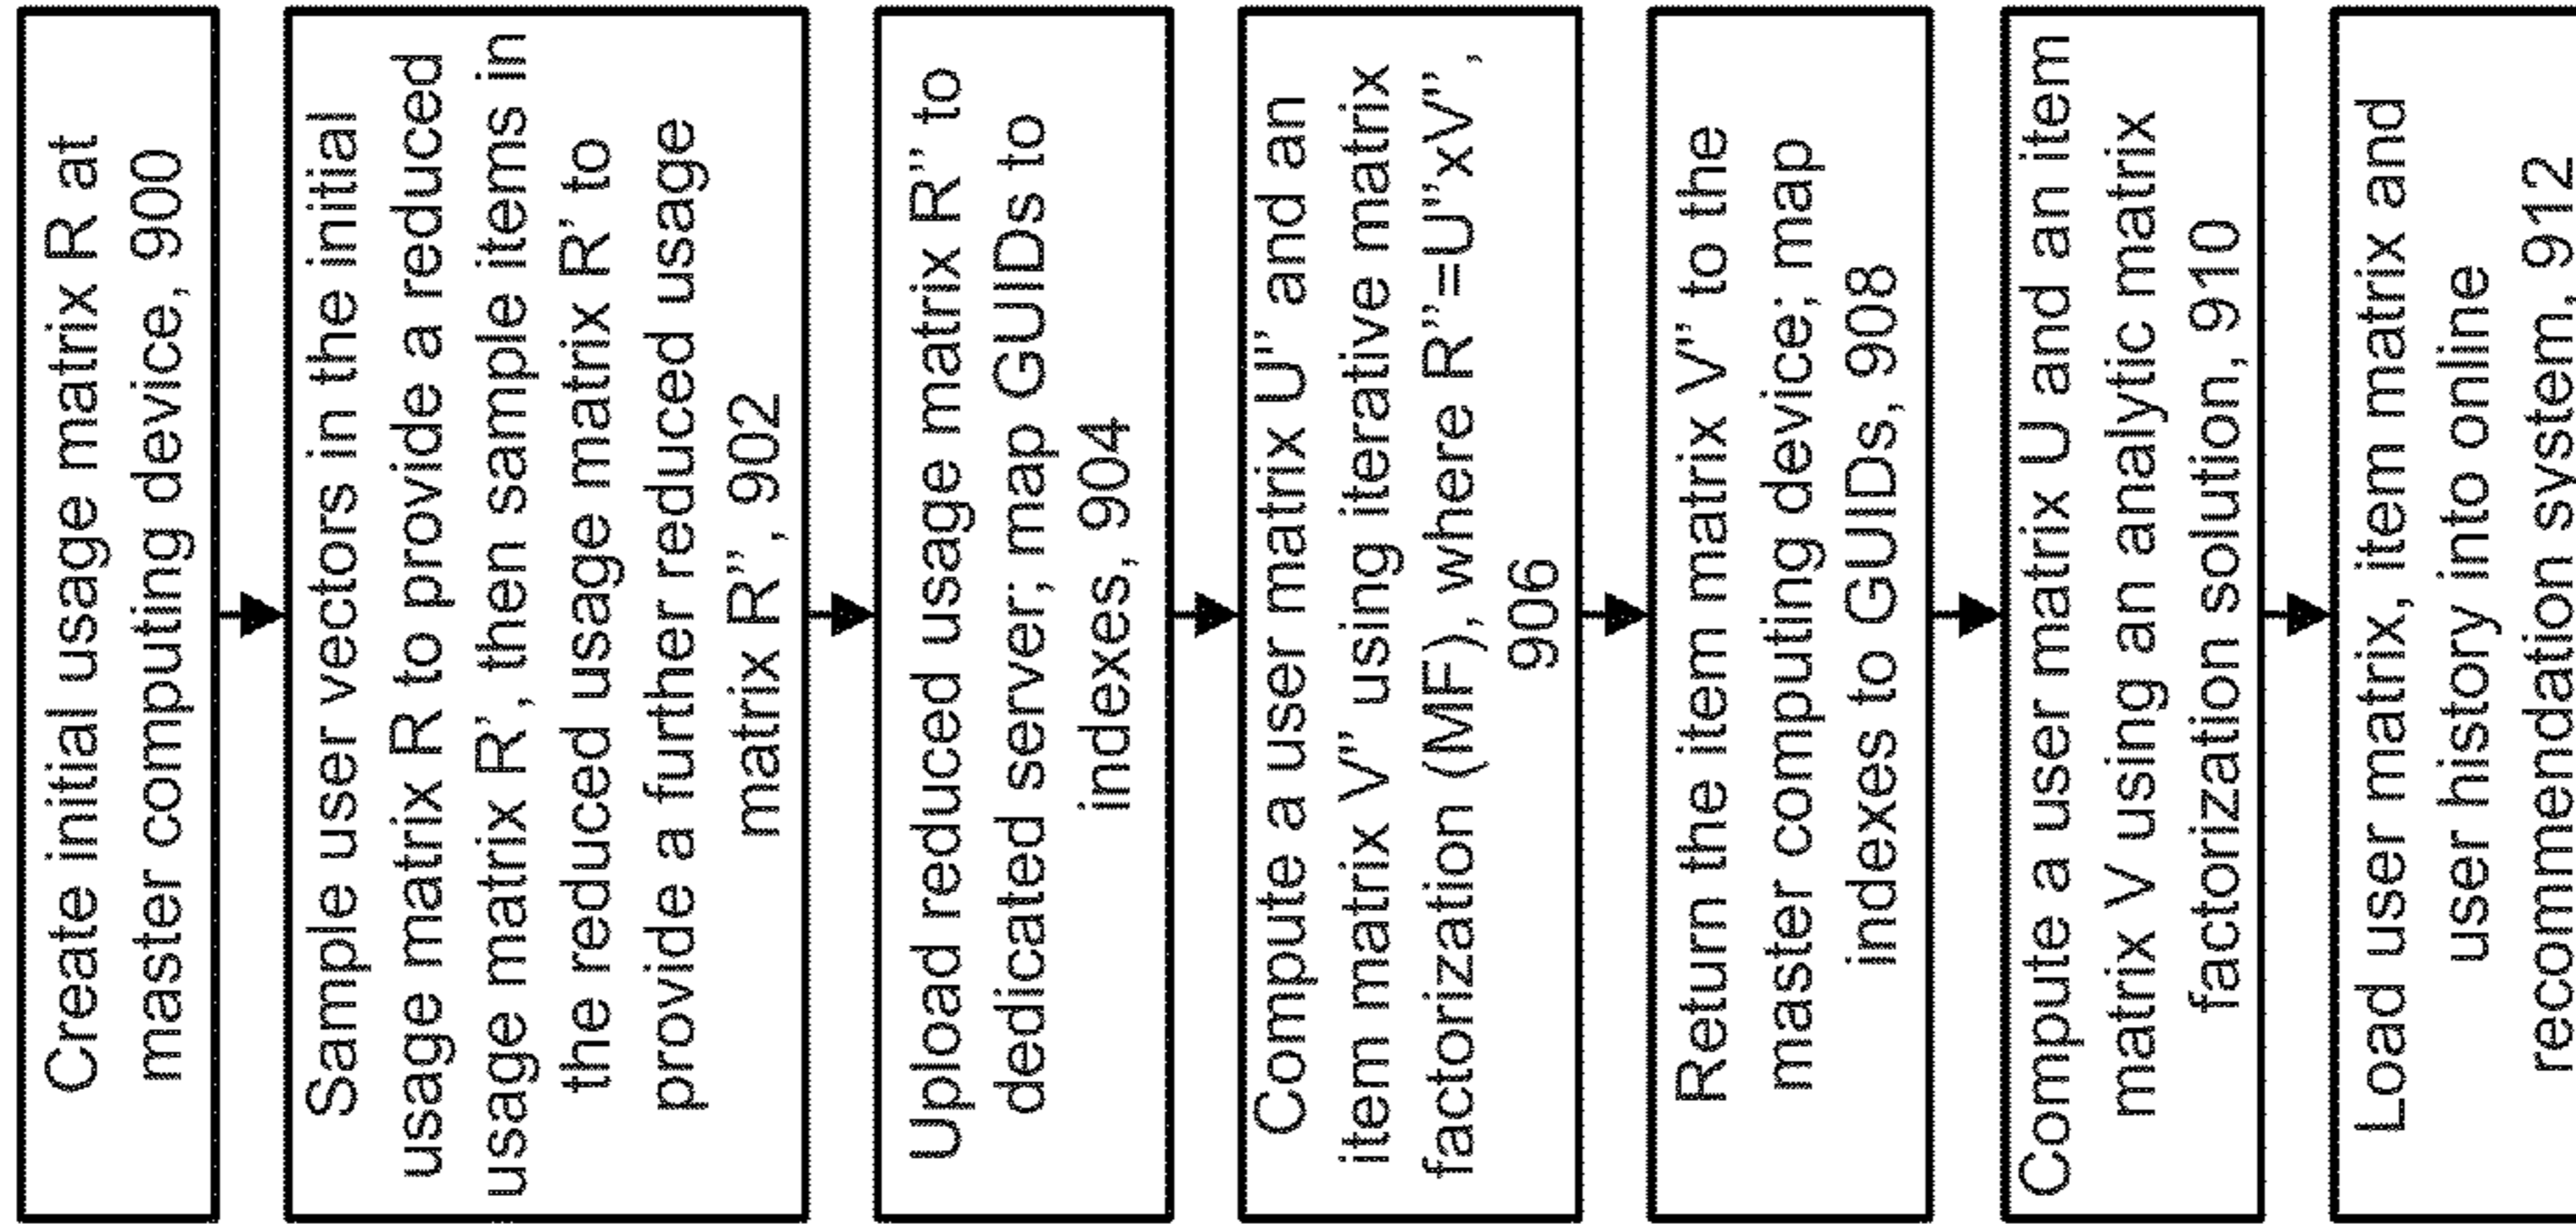 Create initial usage matrix R at
master computing device, 900
Sample user vectors in the initial
usage matrix R to provide a reduced
usage matrix R', then sample items in
the reduced usage matrix R' to
provide a further reduced usage
matrix R'', 902
Upload reduced usage matrix R'' to
dedicated server; map GUIDs to
indexes, 904
Compute a user matrix U'' and an
item matrix V'' using iterative matrix
factorization (MF), where R''=U''xV'',
906
Return the item matrix V'' to the
master computing device; map
indexes to GUIDs, 908
Compute a user matrix U and an item
matrix V using an analytic matrix
factorization solution, 910
Load user matrix, item matrix and
user history into online
recommendation system, 912